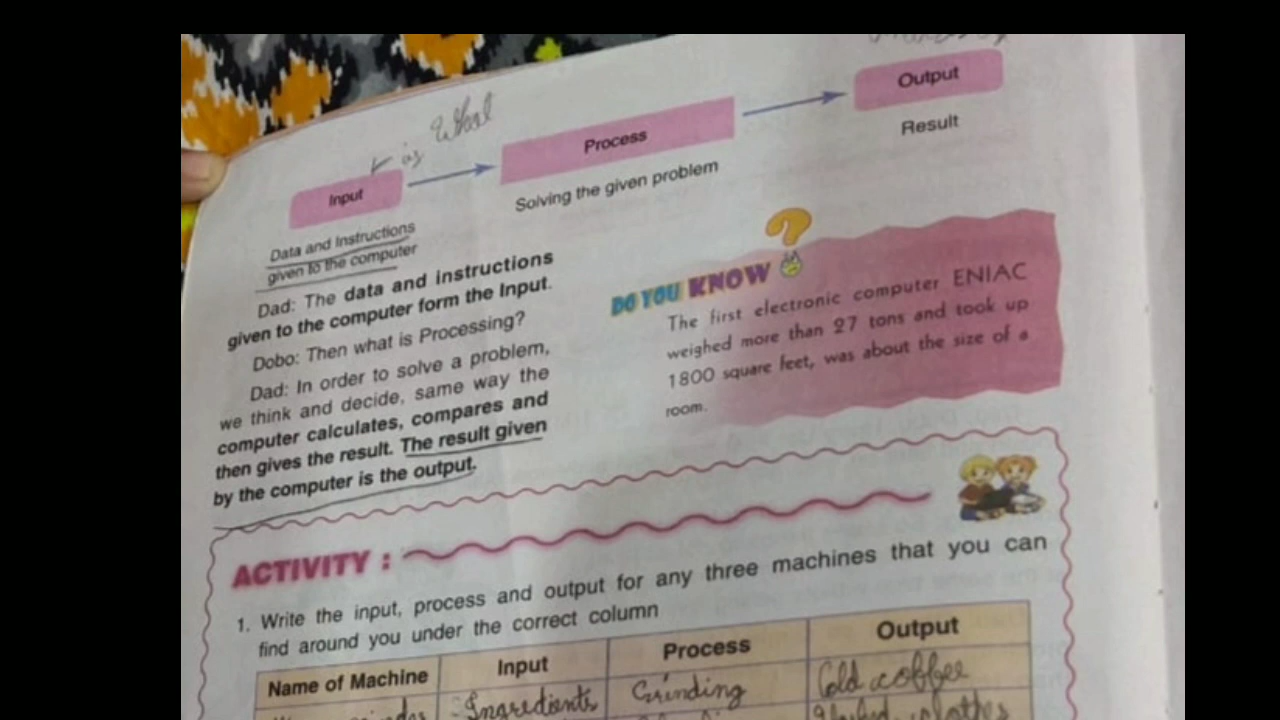 is What
Input
Process
Output
Data and Instructions
given to the computer
Solving the given problem
Result
Dad: The data and instructions
given to the computer form the Input.
Dobo: Then what is Processing?
Dad: In order to solve a problem,
we think and decide, same way the
computer calculates, compares and
then gives the result. The result given
by the computer is the output.
DO YOU KNOW
The first electronic computer ENIAC
weighed more than 27 tons and took up
1800 square feet, was about the size of a
room.
ACTIVITY :
1. Write the input, process and output for any three machines that you can
find around you under the correct column
Name of Machine Input Process Output
Ingredients Grinding Cold coffee
clothes